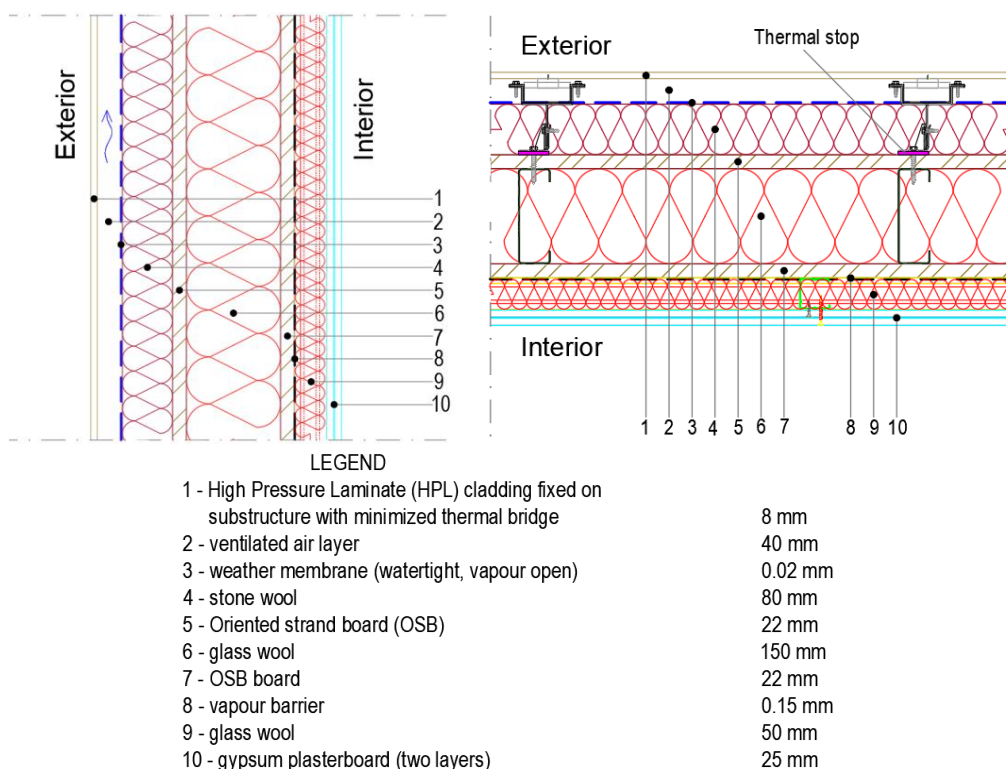 Exterior
Interior
1
2
3
4
5
6
7
8
9
10
Exterior
Thermal stop
Interior
1 2 3 4 5 6 7 8 9 10
LEGEND
1 - High Pressure Laminate (HPL) cladding fixed on
substructure with minimized thermal bridge 8 mm
2 - ventilated air layer 40 mm
3 - weather membrane (watertight, vapour open) 0.02 mm
4 - stone wool 80 mm
5 - Oriented strand board (OSB) 22 mm
6 - glass wool 150 mm
7 - OSB board 22 mm
8 - vapour barrier 0.15 mm
9 - glass wool 50 mm
10 - gypsum plasterboard (two layers) 25 mm